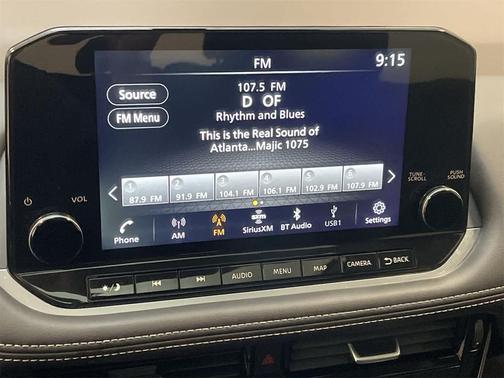 FM
9:15
Source
FM Menu
107.5 FM
D OF
Rhythm and Blues
This is the Real Sound of
Atlanta...Majic 1075
1 2 3 4 5 6
87.9 FM 91.9 FM 104.1 FM 106.1 FM 102.9 FM 107.9 FM
VOL
TUNE·
SCROLL
PUSH
SOUND
Phone
AM
FM
sxm
SiriusXM
BT Audio
USB1
Settings
AUDIO
MENU
MAP
CAMERA
BACK